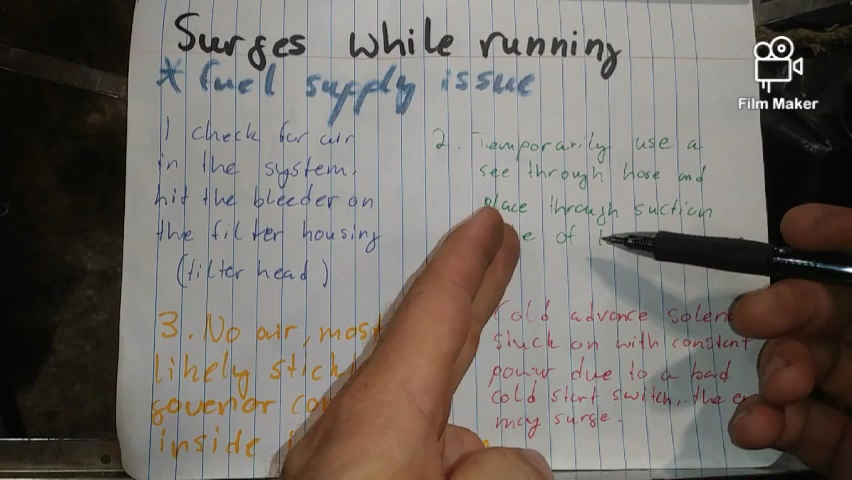 Surges while running
* fuel supply issue
Film Maker
1 check for air
in the system.
hit the bleeder on
the filter housing
(filter head)
2. Temporarily use a
see through hose and
place through suction
of
3. No air, most
likely
governor
inside
Cold advance
stuck on with constant
power due to a bad
cold start switch, the
may surge.